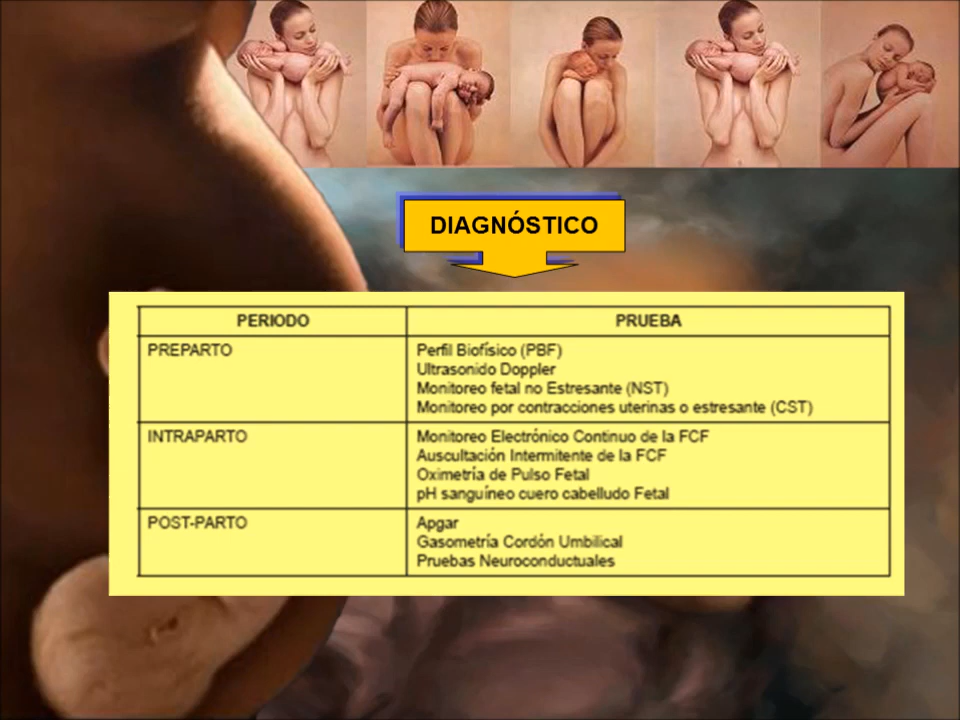 DIAGNÓSTICO
PERIODO PRUEBA
PREPARTO Perfil Biofísico (PBF)
Ultrasonido Doppler
Monitoreo fetal no Estresante (NST)
Monitoreo por contracciones uterinas o estresante (CST)
INTRAPARTO Monitoreo Electrónico Continuo de la FCF
Auscultación Intermitente de la FCF
Oximetría de Pulso Fetal
pH sanguíneo cuero cabelludo Fetal
POST-PARTO Apgar
Gasometría Cordón Umbilical
Pruebas Neuroconductuales